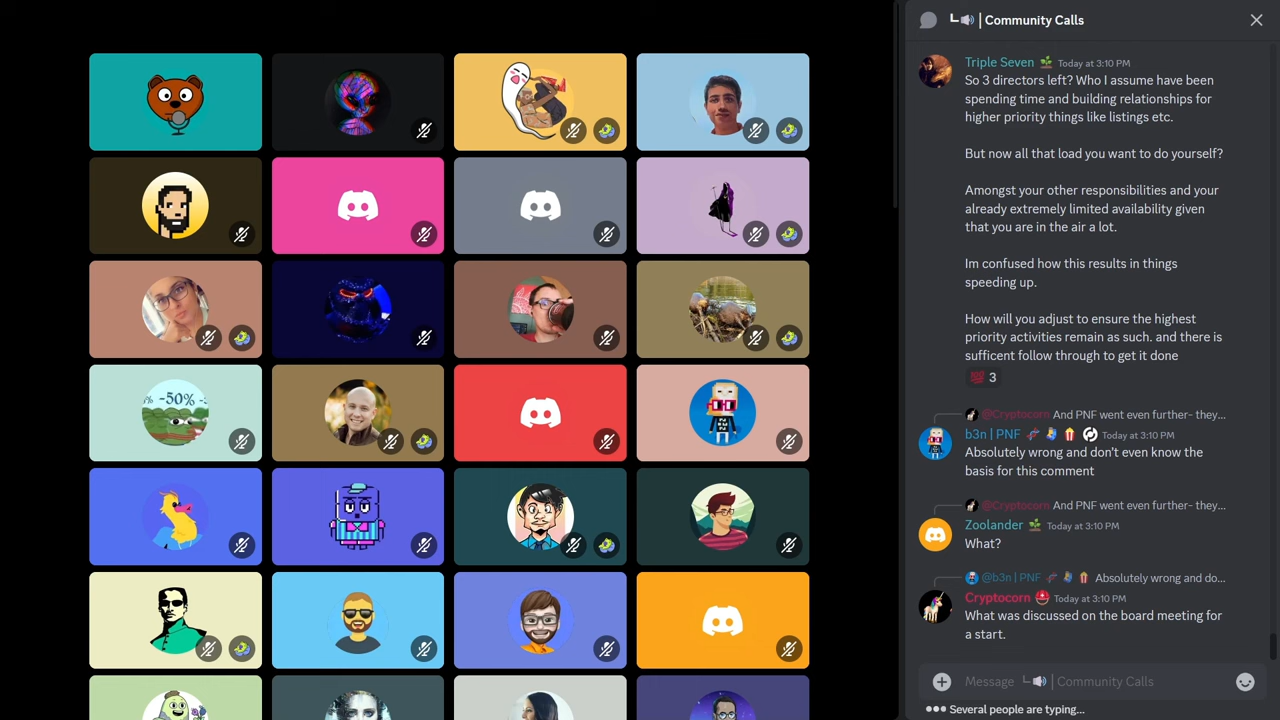 Community Calls
Triple Seven Today at 3:10 PM
So 3 directors left? Who I assume have been
spending time and building relationships for
higher priority things like listings etc.
But now all that load you want to do yourself?
Amongst your other responsibilities and your
already extremely limited availability given
that you are in the air a lot.
Im confused how this results in things
speeding up.
How will you adjust to ensure the highest
priority activities remain as such. and there is
sufficent follow through to get it done
3
@Cryptocorn And PNF went even further- they...
b3n | PNF Today at 3:10 PM
Absolutely wrong and don't even know the
basis for this comment
@Cryptocorn And PNF went even further- they...
Zoolander Today at 3:10 PM
What?
@b3n | PNF Absolutely wrong and do...
Cryptocorn Today at 3:10 PM
What was discussed on the board meeting for
a start.
Message Community Calls
Several people are typing...
-50%